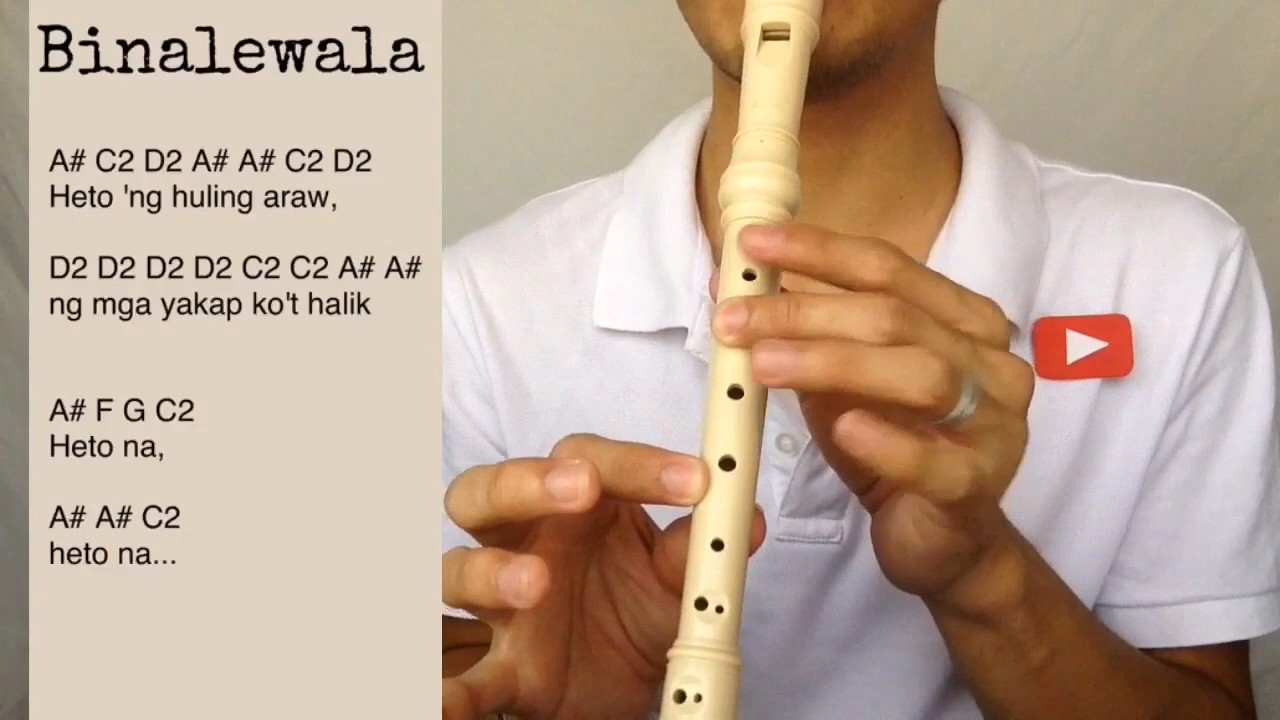 Binalewala
A# C2 D2 A# A# C2 D2
Heto 'ng huling araw,
D2 D2 D2 D2 C2 C2 A# A#
ng mga yakap ko't halik
A# F G C2
Heto na,
A# A# C2
heto na...